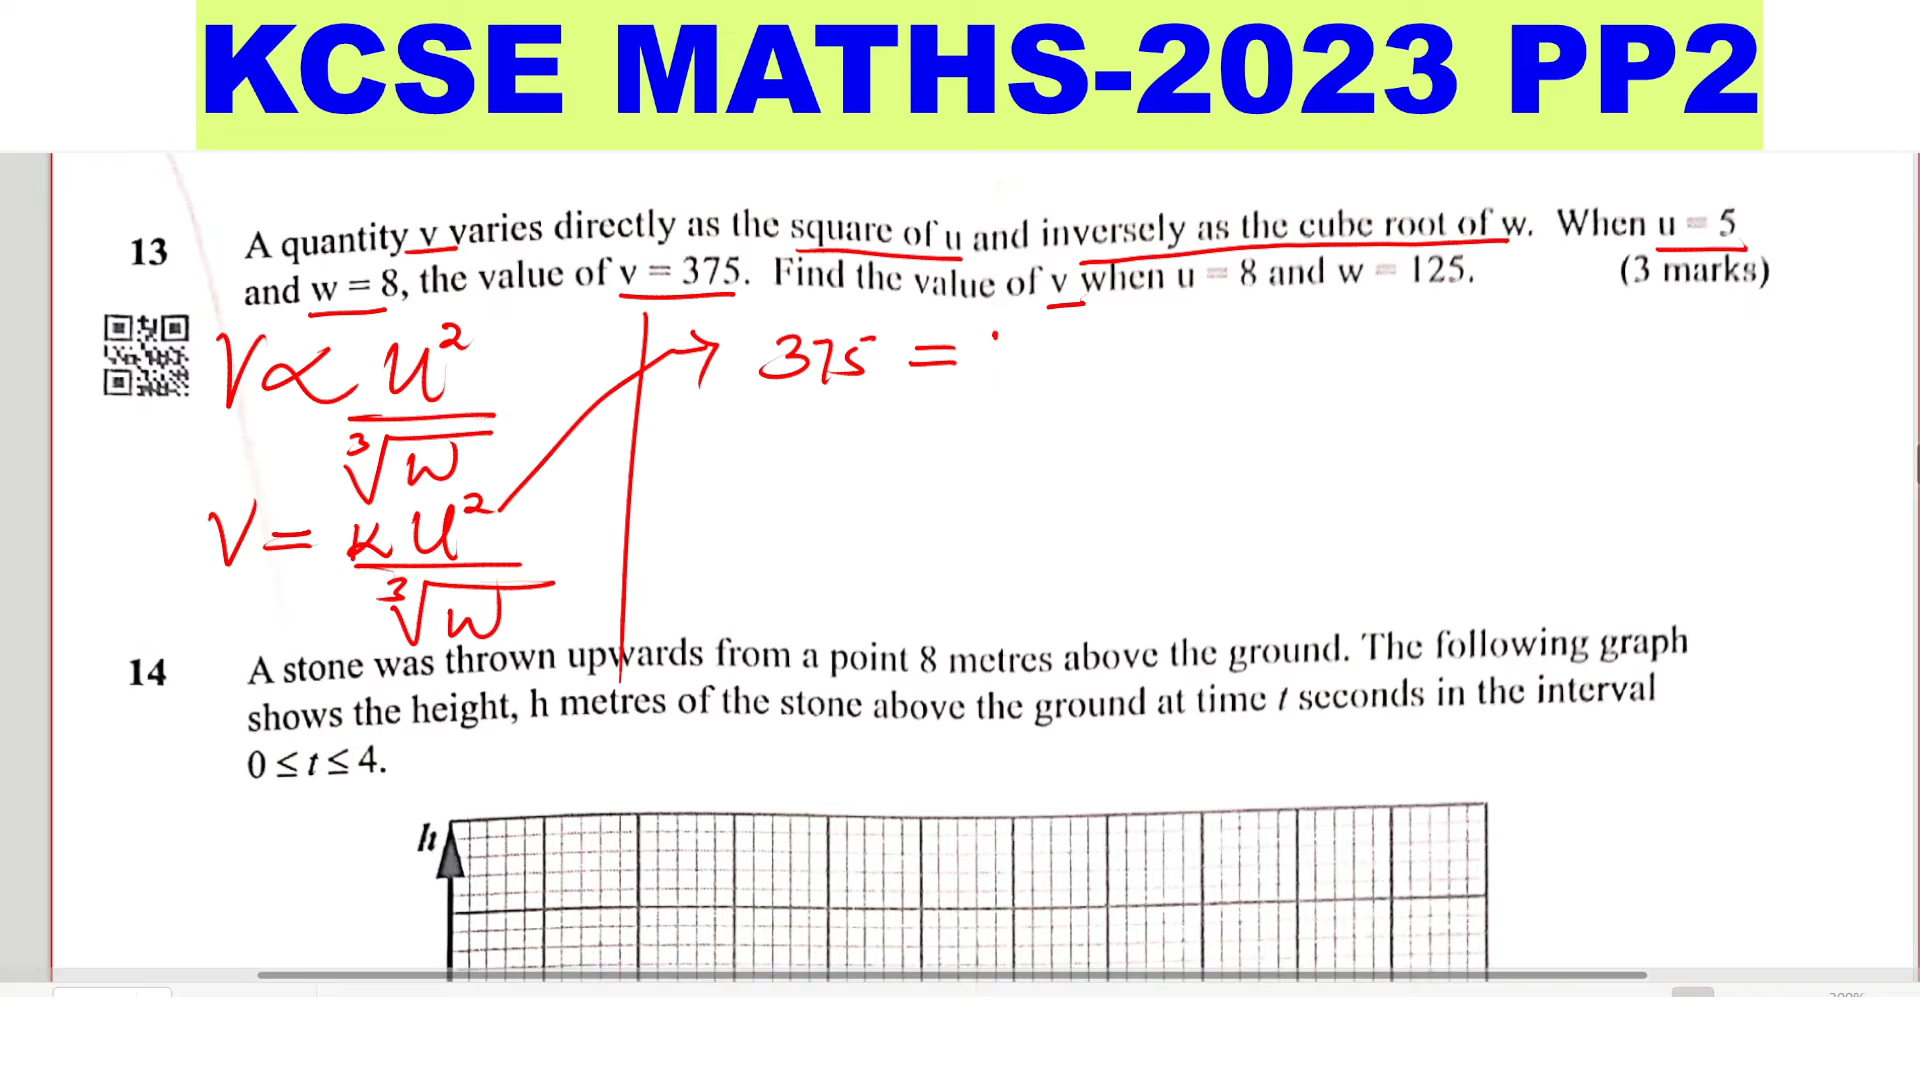 KCSE MATHS-2023 PP2
13 A quantity v varies directly as the square of u and inversely as the cube root of w. When u = 5
and w = 8, the value of v = 375. Find the value of v when u = 8 and w = 125. (3 marks)
V ∝ U²
∛W
V = KU²
∛W
375 =
14 A stone was thrown upwards from a point 8 metres above the ground. The following graph
shows the height, h metres of the stone above the ground at time t seconds in the interval
0 ≤ t ≤ 4.
h